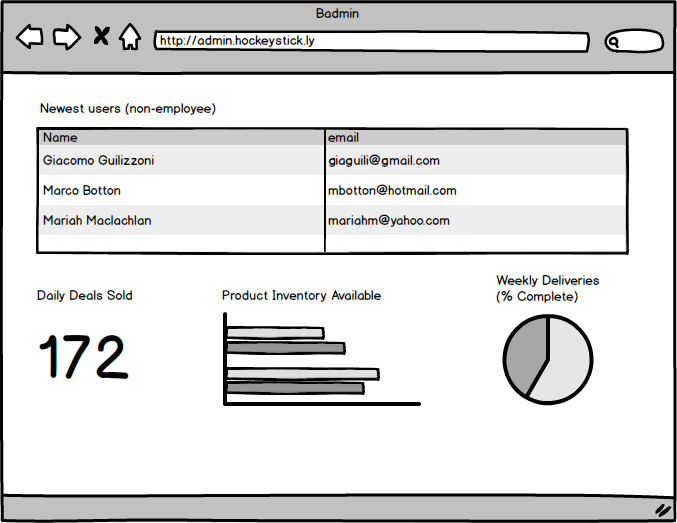 Badmin
http://admin.hockeystick.ly
Newest users (non-employee)
Name email
Giacomo Guilizzoni giaguili@gmail.com
Marco Botton mbotton@hotmail.com
Mariah Maclachlan mariahm@yahoo.com
Daily Deals Sold
172
Product Inventory Available
Weekly Deliveries
(% Complete)